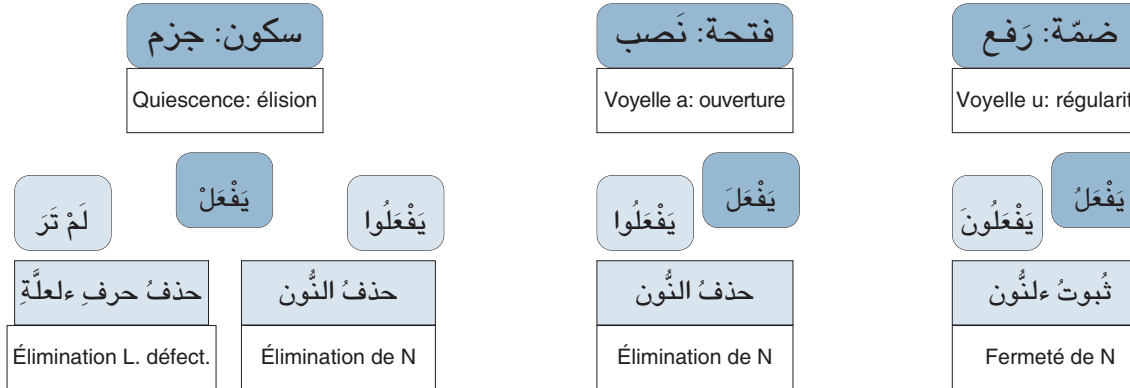 سكون: جزم
فتحة: نَصب
ضمّة: رَفع
Quiescence: élision
Voyelle a: ouverture
Voyelle u: régularit
لَمْ تَرَ
يَفْعَلْ
يَفْعَلُوا
يَفْعَلُوا
يَفْعَلَ
يَفْعَلُونَ
يَفْعَلُ
حذفُ حرفِ ءلعلَّةِ
حذفُ النُّون
حذفُ النُّون
ثُبوتُ ءلنُّون
Élimination L. défect.
Élimination de N
Élimination de N
Fermeté de N